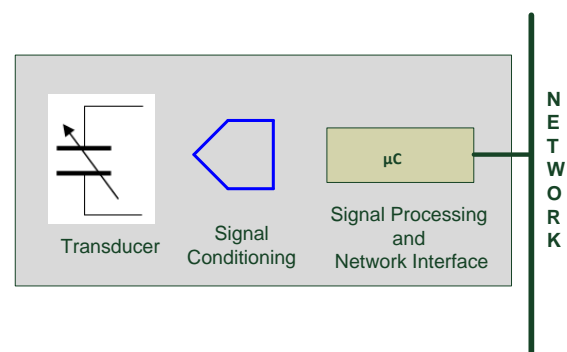 Transducer
Signal
Conditioning
µC
Signal Processing
and
Network Interface
N
E
T
W
O
R
K